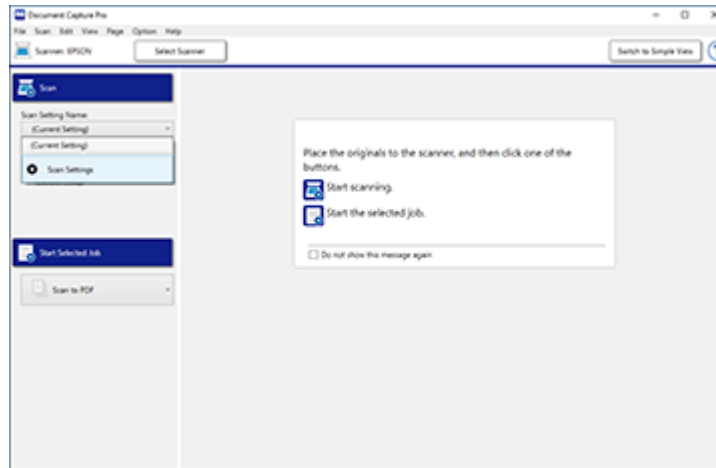 Document Capture Pro
File Scan Edit View Page Option Help
Scanner: EPSON Select Scanner Switch to Simple View
Scan
Scan Setting Name:
(Current Setting)
(Current Setting)
Scan Settings
Place the originals to the scanner, and then click one of the
buttons.
Start scanning.
Start the selected job.
Do not show this message again
Start Selected Job
Scan to PDF